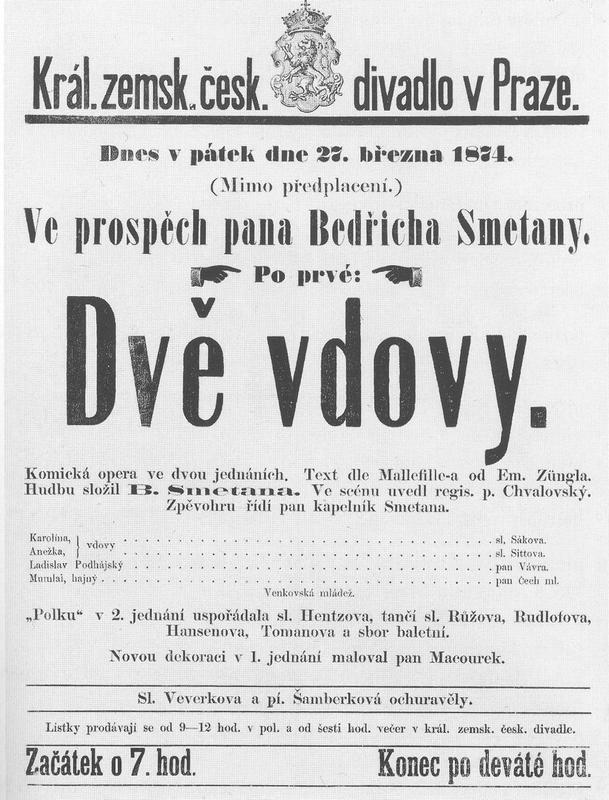 Král. zemsk. česk. divadlo v Praze.
Dnes v pátek dne 27. března 1874.
(Mimo předplacení.)
Ve prospěch pana Bedřicha Smetany.
Po prvé:
Dvě vdovy.
Komická opera ve dvou jednáních. Text dle Mallefille-a od Em. Züngla.
Hudbu složil B. Smetana. Ve scénu uvedl regis. p. Chvalovský.
Zpěvohru řídí pan kapelník Smetana.
Karolína, } vdovy . . . . . . . . . . sl. Sákova.
Anežka, } . . . . . . . . . . sl. Sittova.
Ladislav Podhájský . . . . . . . . . . pan Vávra.
Mumlal, hajný . . . . . . . . . . pan Čech ml.
Venkovská mládež.
„Polku“ v 2. jednání uspořádala sl. Hentzova, tančí sl. Růžova, Rudlofova,
Hansenova, Tomanova a sbor baletní.
Novou dekoraci v 1. jednání maloval pan Macourek.
Sl. Veverkova a pí. Šamberková ochuravěly.
Lístky prodávají se od 9—12 hod. v pol. a od šesti hod. večer v král. zemsk. česk. divadle.
Začátek o 7. hod. Konec po deváté hod.